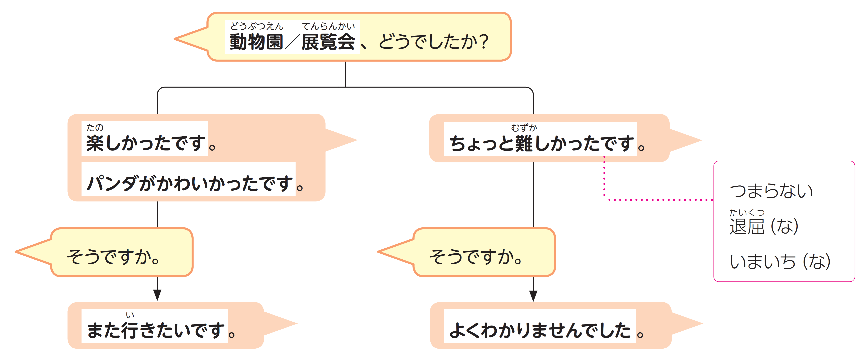 どうぶつえん てんらんかい
動物園／展覧会、どうでしたか？
たの
楽しかったです。
パンダがかわいかったです。
そうですか。
い
また行きたいです。
むずか
ちょっと難しかったです。
つまらない
たいくつ
退屈（な）
いまいち（な）
そうですか。
よくわかりませんでした。